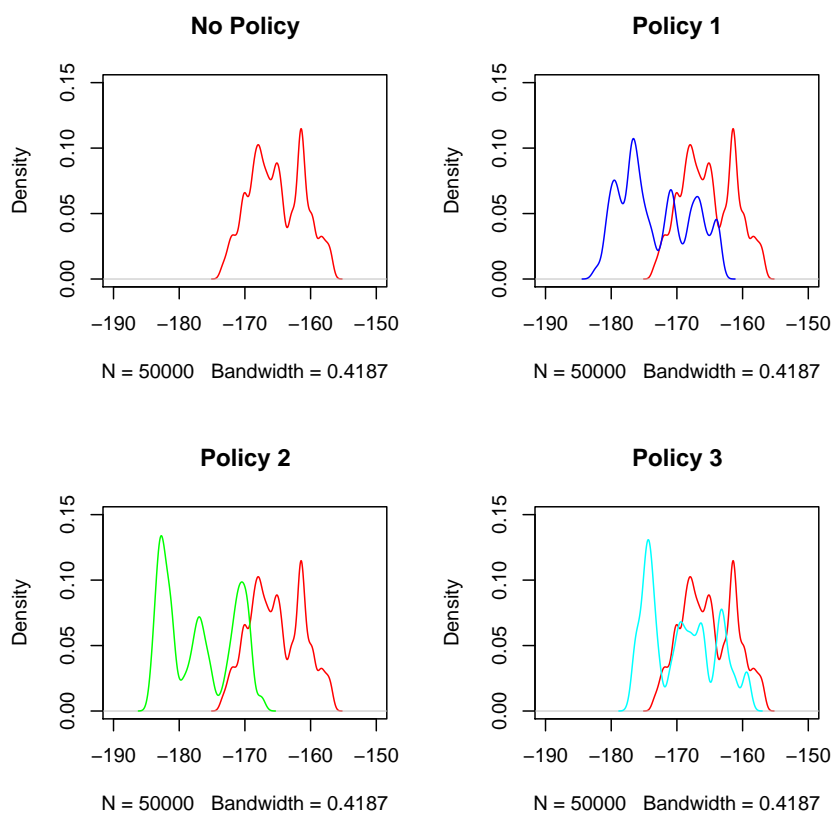 No Policy
Density
0.00 0.05 0.10 0.15
−190 −180 −170 −160 −150
N = 50000 Bandwidth = 0.4187
Policy 1
Density
0.00 0.05 0.10 0.15
−190 −180 −170 −160 −150
N = 50000 Bandwidth = 0.4187
Policy 2
Density
0.00 0.05 0.10 0.15
−190 −180 −170 −160 −150
N = 50000 Bandwidth = 0.4187
Policy 3
Density
0.00 0.05 0.10 0.15
−190 −180 −170 −160 −150
N = 50000 Bandwidth = 0.4187